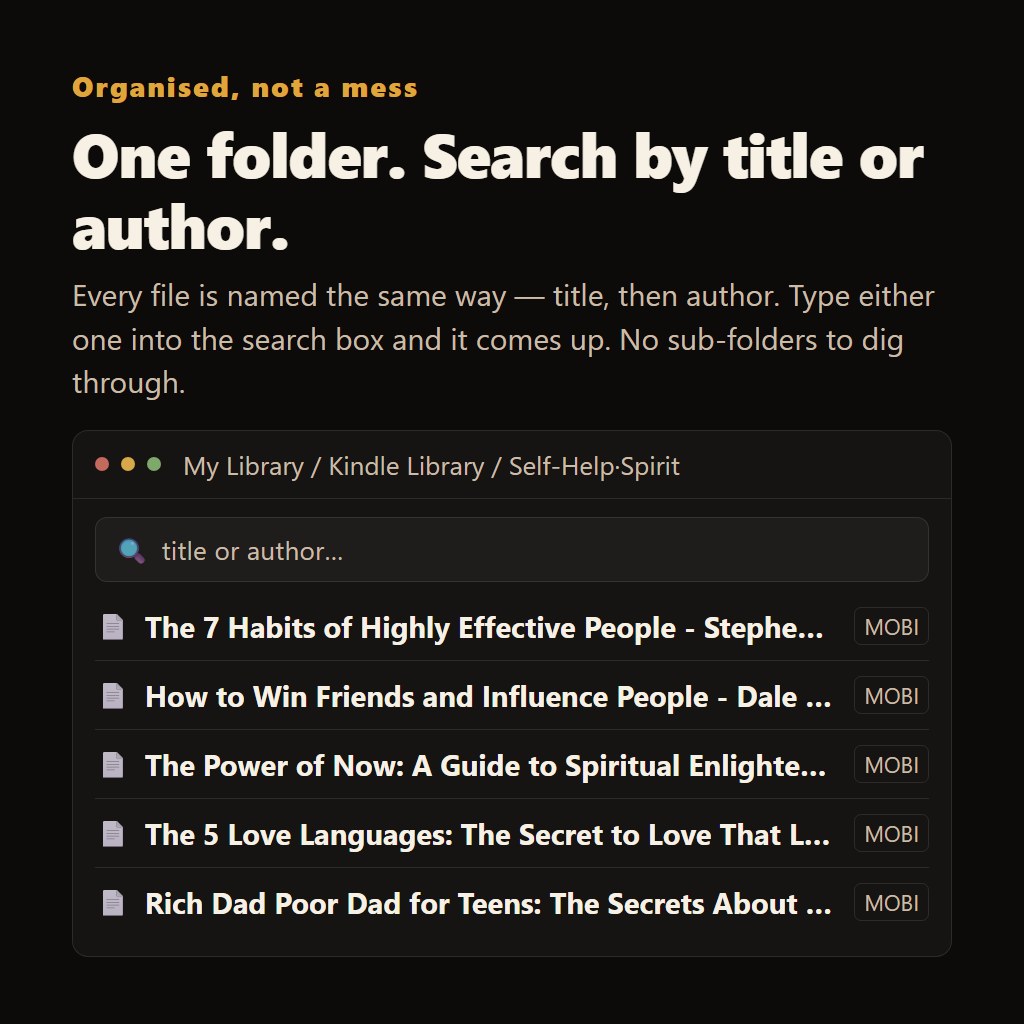 Organised, not a mess
One folder. Search by title or
author.
Every file is named the same way — title, then author. Type either
one into the search box and it comes up. No sub-folders to dig
through.
My Library / Kindle Library / Self-Help·Spirit
title or author...
The 7 Habits of Highly Effective People - Stephe... MOBI
How to Win Friends and Influence People - Dale ... MOBI
The Power of Now: A Guide to Spiritual Enlighte... MOBI
The 5 Love Languages: The Secret to Love That L... MOBI
Rich Dad Poor Dad for Teens: The Secrets About ... MOBI